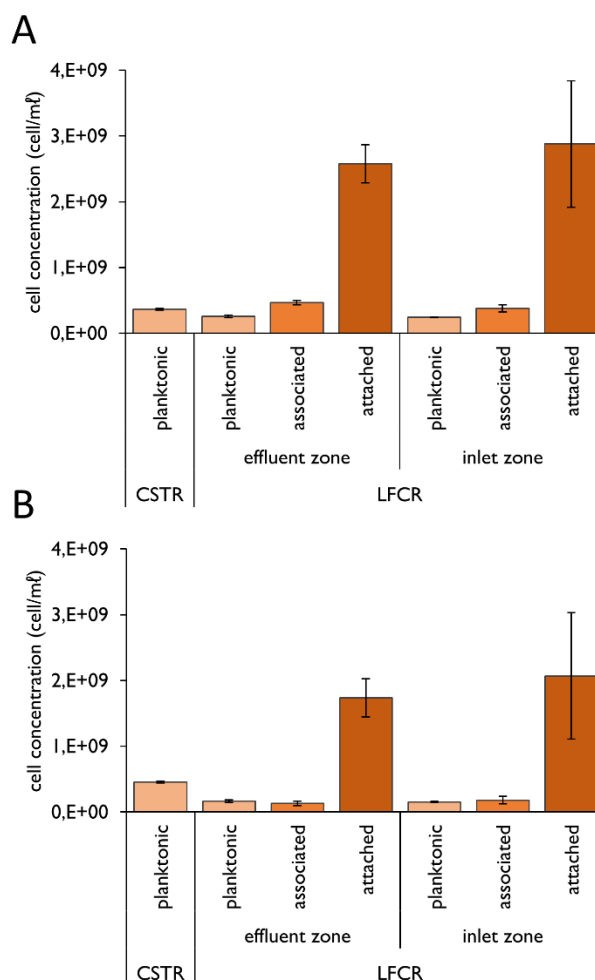 A
cell concentration (cell/mℓ)
4,E+09
3,E+09
2,E+09
1,E+09
0,E+00
planktonic
planktonic
associated
attached
planktonic
associated
attached
effluent zone
inlet zone
CSTR
LFCR
B
cell concentration (cell/mℓ)
4,E+09
3,E+09
2,E+09
1,E+09
0,E+00
planktonic
planktonic
associated
attached
planktonic
associated
attached
effluent zone
inlet zone
CSTR
LFCR